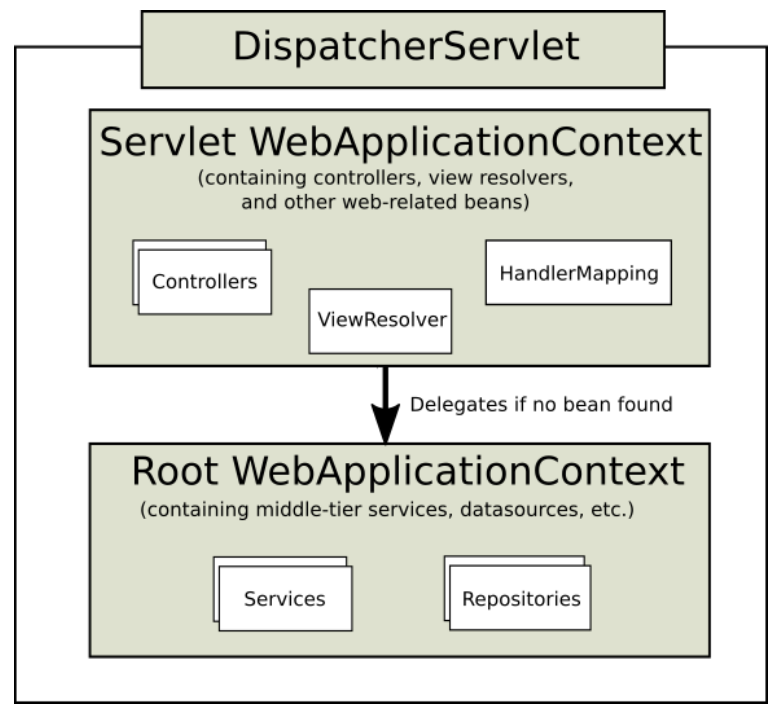 DispatcherServlet
Servlet WebApplicationContext
(containing controllers, view resolvers,
and other web-related beans)
Controllers
HandlerMapping
ViewResolver
Delegates if no bean found
Root WebApplicationContext
(containing middle-tier services, datasources, etc.)
Services
Repositories